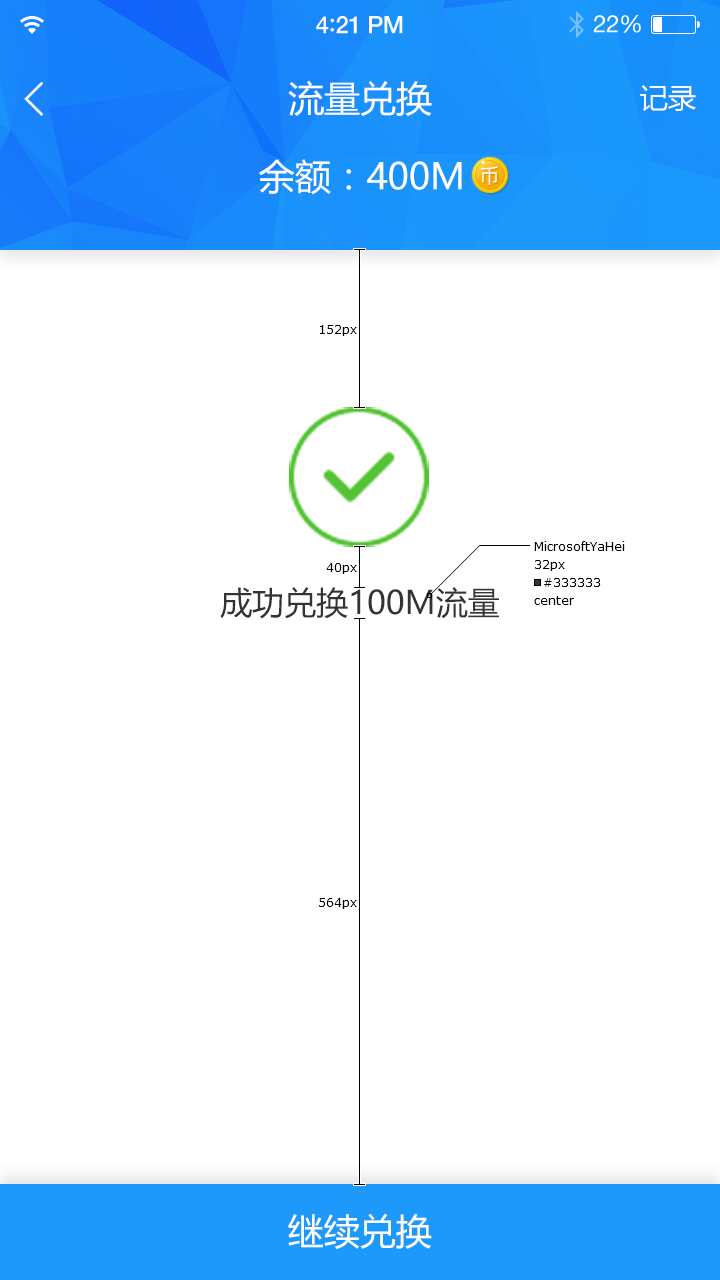 4:21 PM 22%
流量兑换 记录
余额：400M 币
152px
40px
MicrosoftYaHei
32px
#333333
center
成功兑换100M流量
564px
继续兑换